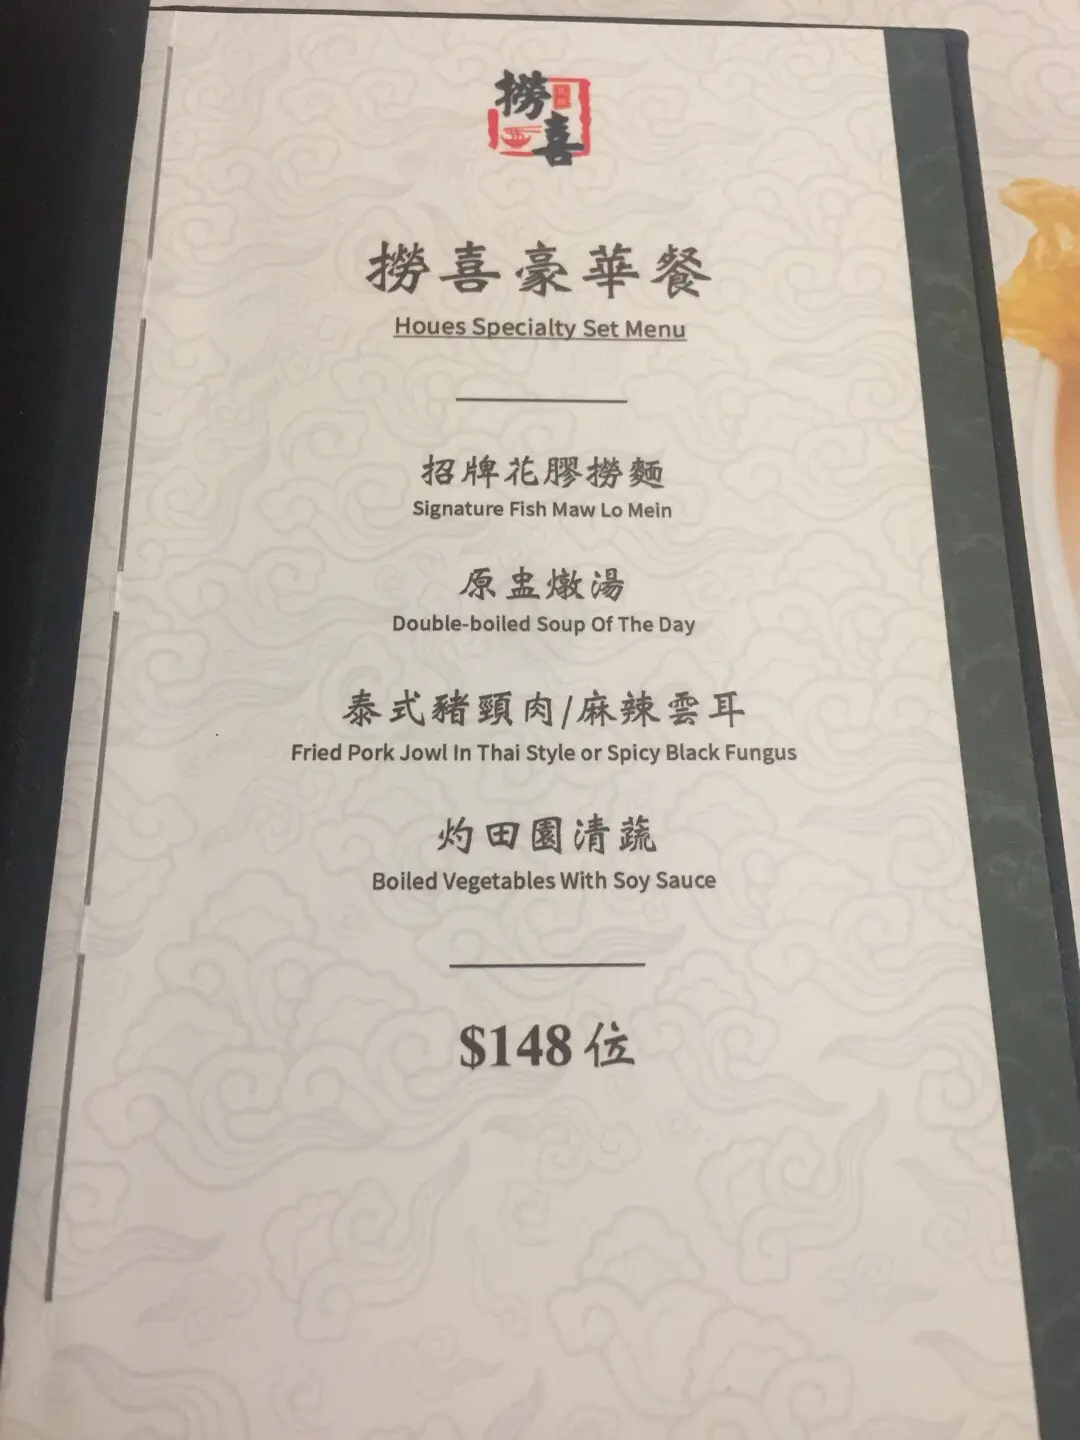 撈喜
撈喜豪華餐
Houes Specialty Set Menu
招牌花膠撈麵
Signature Fish Maw Lo Mein
原盅燉湯
Double-boiled Soup Of The Day
泰式豬頸肉/麻辣雲耳
Fried Pork Jowl In Thai Style or Spicy Black Fungus
灼田園清蔬
Boiled Vegetables With Soy Sauce
$148位